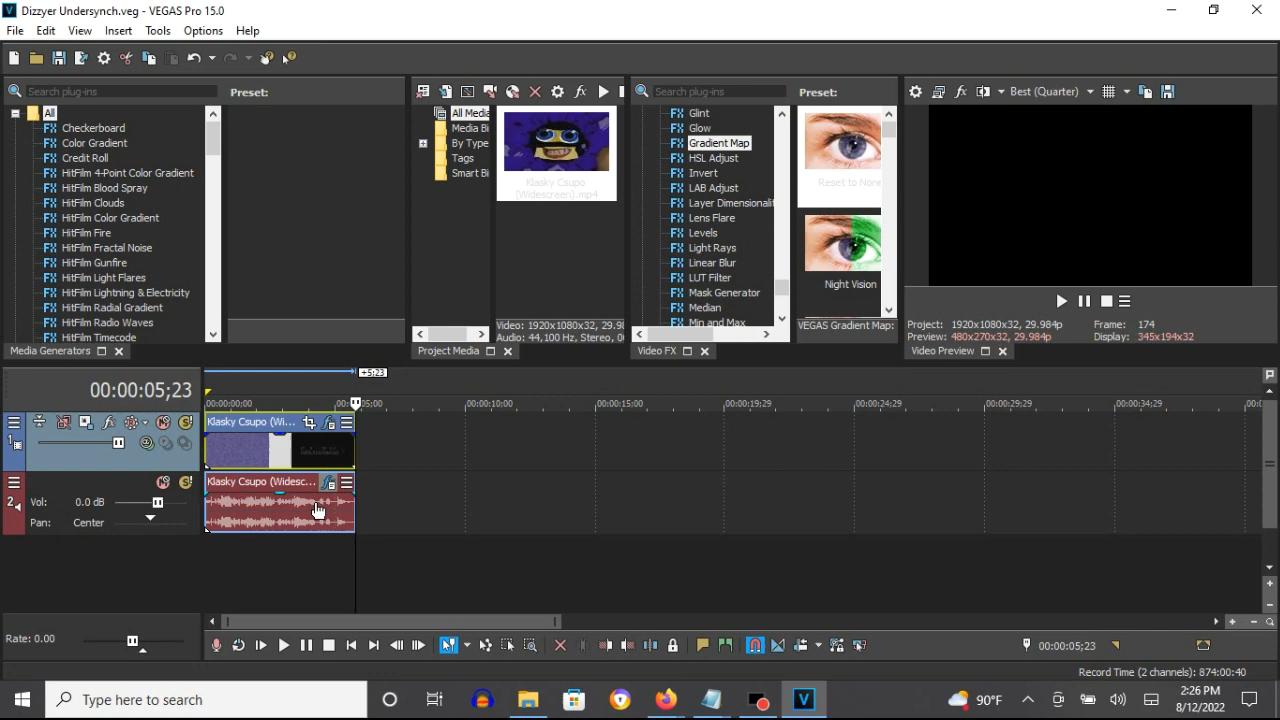 Dizzyer Undersynch.veg - VEGAS Pro 15.0
File Edit View Insert Tools Options Help
Search plug-ins Preset: Search plug-ins Preset: Best (Quarter)
All
Checkerboard
Color Gradient
Credit Roll
HitFilm 4-Point Color Gradient
HitFilm Blood Spray
HitFilm Clouds
HitFilm Color Gradient
HitFilm Fire
HitFilm Fractal Noise
HitFilm Gunfire
HitFilm Light Flares
HitFilm Lightning & Electricity
HitFilm Radial Gradient
HitFilm Radio Waves
HitFilm Timecode
Media Generators
All Media
Media Bi
By Type
Tags
Smart Bi
Klasky Csupo
(Widescreen).mp4
Video: 1920x1080x32, 29.9
Audio: 44,100 Hz, Stereo, 0
Project Media
Glint
Glow
Gradient Map
HSL Adjust
Invert
LAB Adjust
Layer Dimensionali
Lens Flare
Levels
Light Rays
Linear Blur
LUT Filter
Mask Generator
Median
Min and Max
Reset to None
Night Vision
VEGAS Gradient Map:
Video FX
Project: 1920x1080x32, 29.984p Frame: 174
Preview: 480x270x32, 29.984p Display: 345x194x32
Video Preview
00:00:05;23
+5;23
00:00:00;00 00:00:05;00 00:00:10;00 00:00:15;00 00:00:19;29 00:00:24;29 00:00:29;29 00:00:34;29 00:0
1 Klasky Csupo (Wi...
2 Klasky Csupo (Widesc...
Vol: 0.0 dB
Pan: Center
Rate: 0.00
00:00:05;23
Record Time (2 channels): 874:00:40
Type here to search
90°F
2:26 PM
8/12/2022